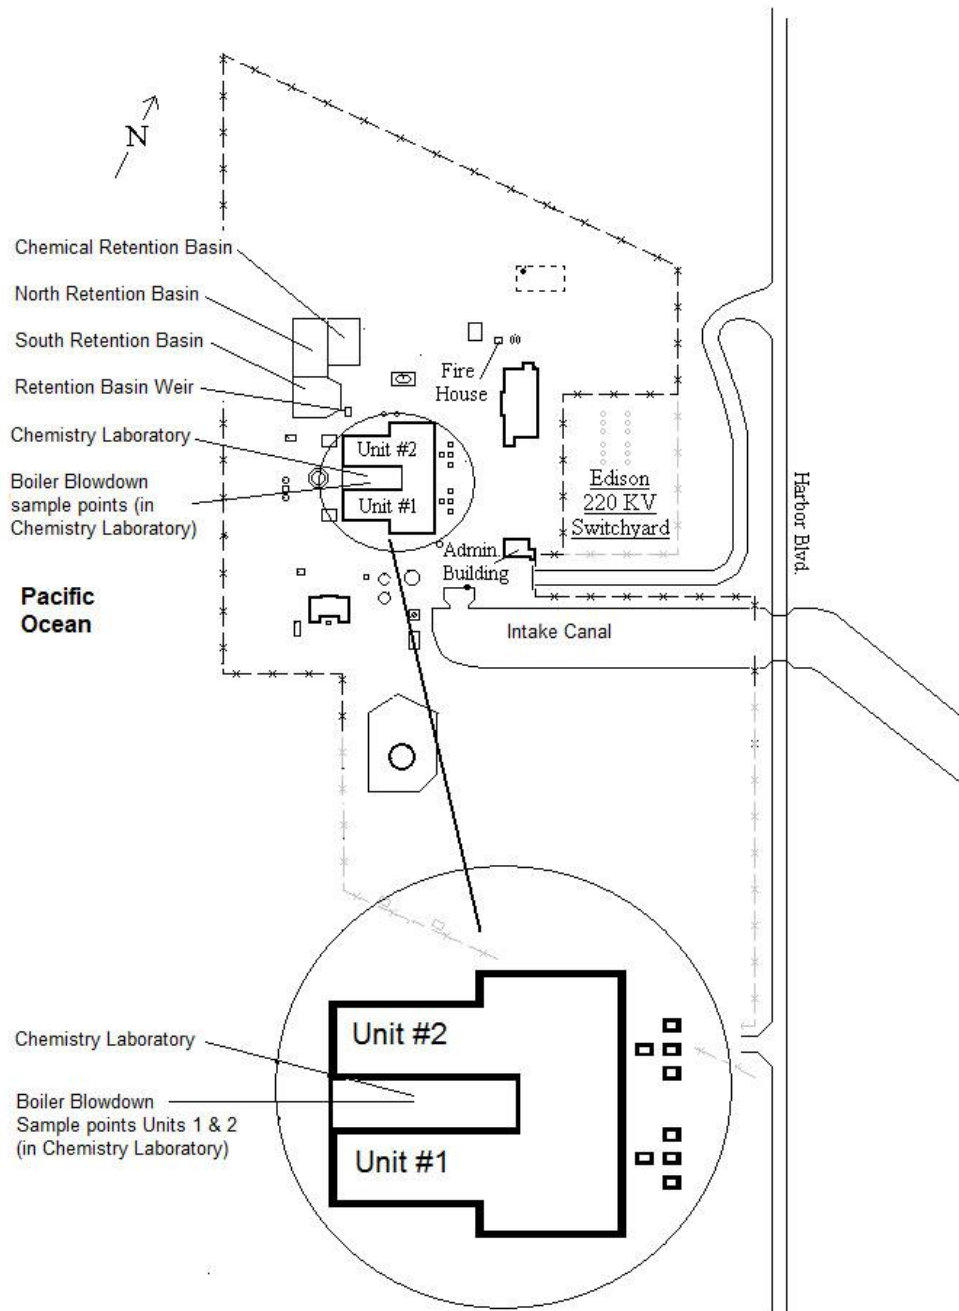 N
Chemical Retention Basin
North Retention Basin
South Retention Basin
Retention Basin Weir
Chemistry Laboratory
Boiler Blowdown
sample points (in
Chemistry Laboratory)
Fire
House
Unit #2
Unit #1
Edison
220 KV
Switchyard
Harbor Blvd.
Admin.
Building
Pacific
Ocean
Intake Canal
Chemistry Laboratory
Boiler Blowdown
Sample points Units 1 & 2
(in Chemistry Laboratory)
Unit #2
Unit #1